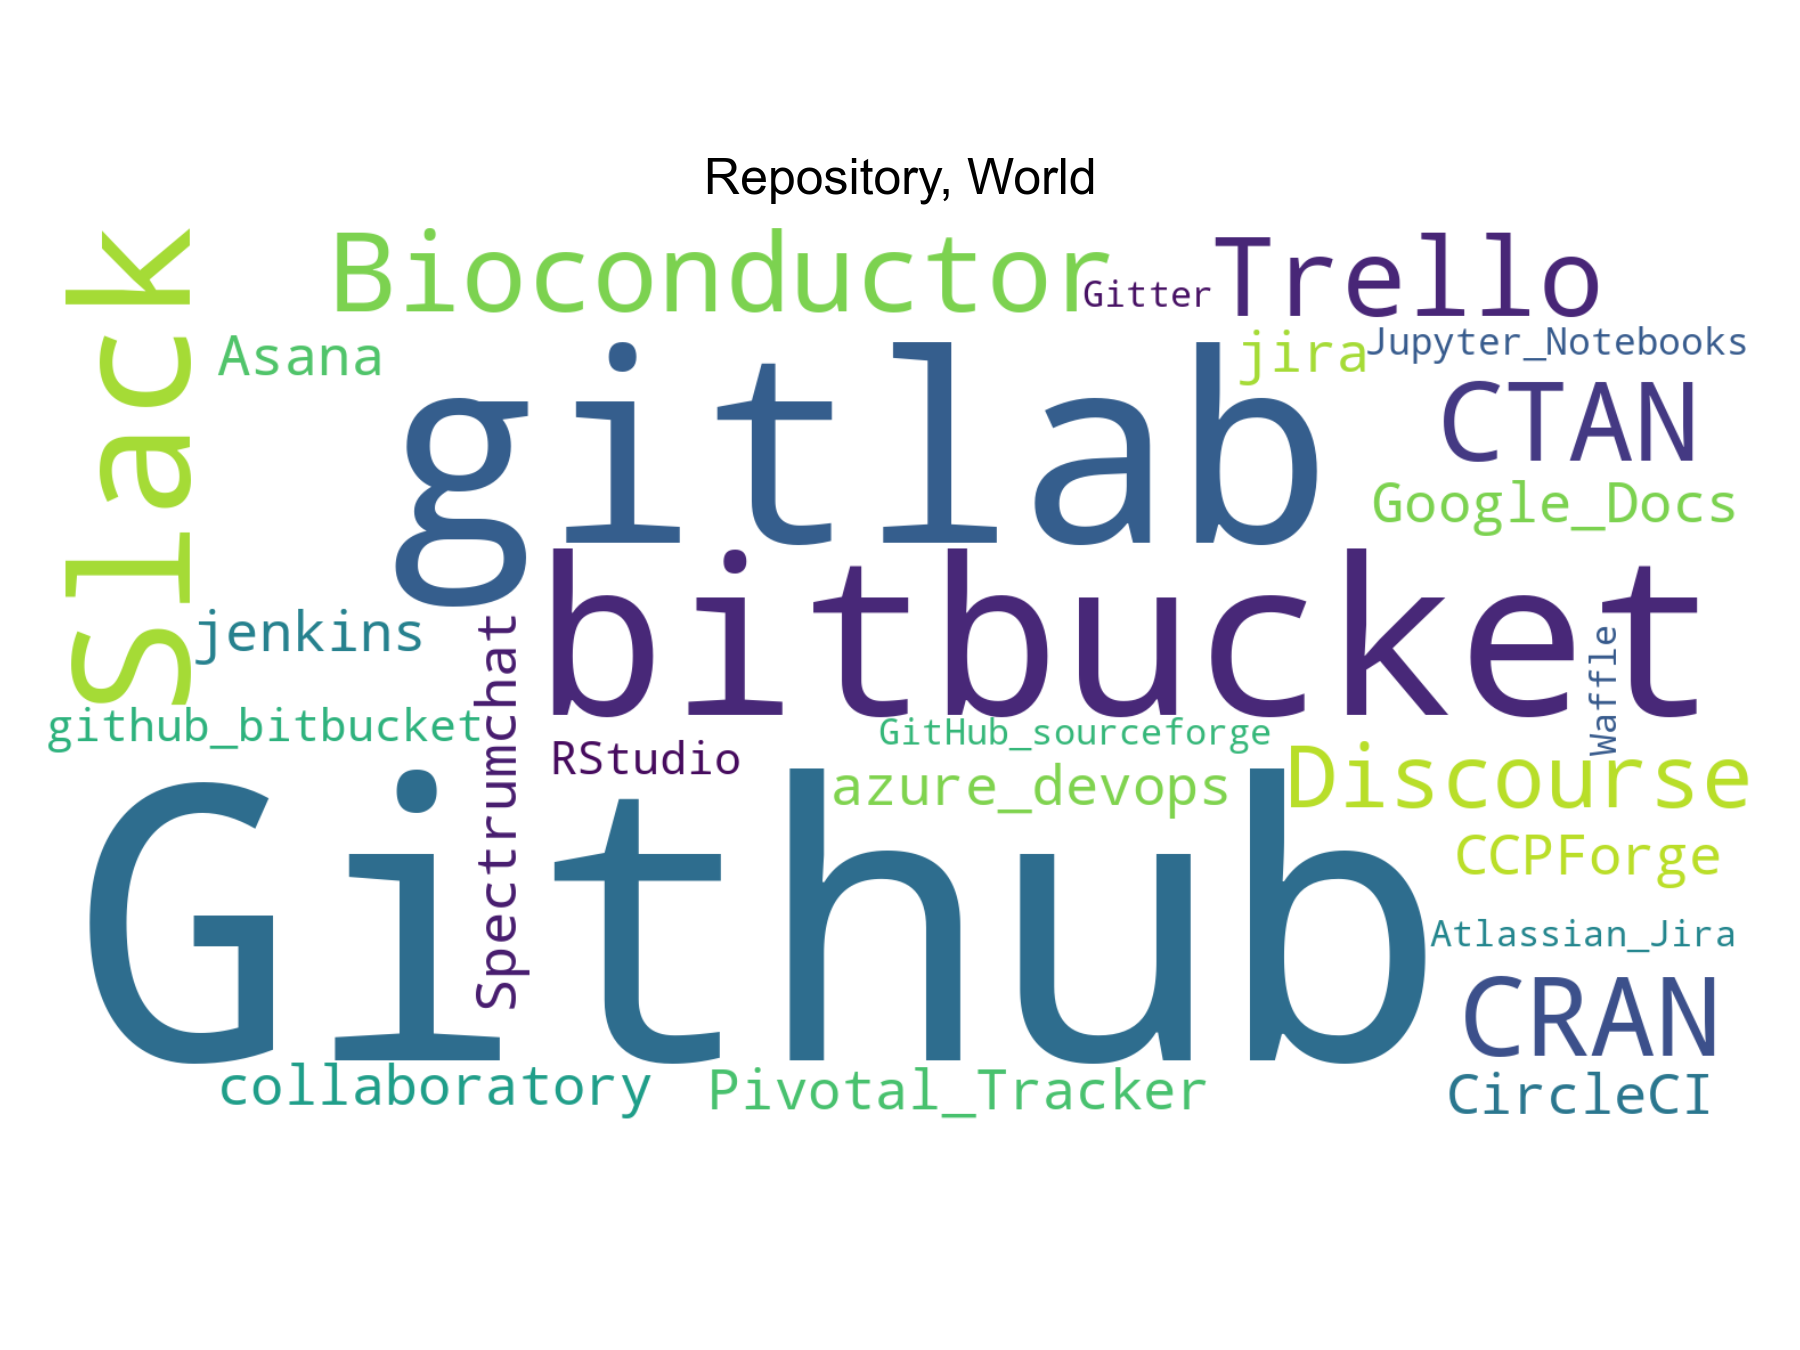 Repository, World
Slack
Bioconductor
Gitter
Trello
Asana
gitlab
jira
Jupyter_Notebooks
CTAN
Google_Docs
jenkins
Spectrumchat
bitbucket
Waffle
github_bitbucket
RStudio
GitHub_sourceforge
azure_devops
Discourse
Github
CCPForge
Atlassian_Jira
CRAN
collaboratory
Pivotal_Tracker
CircleCI